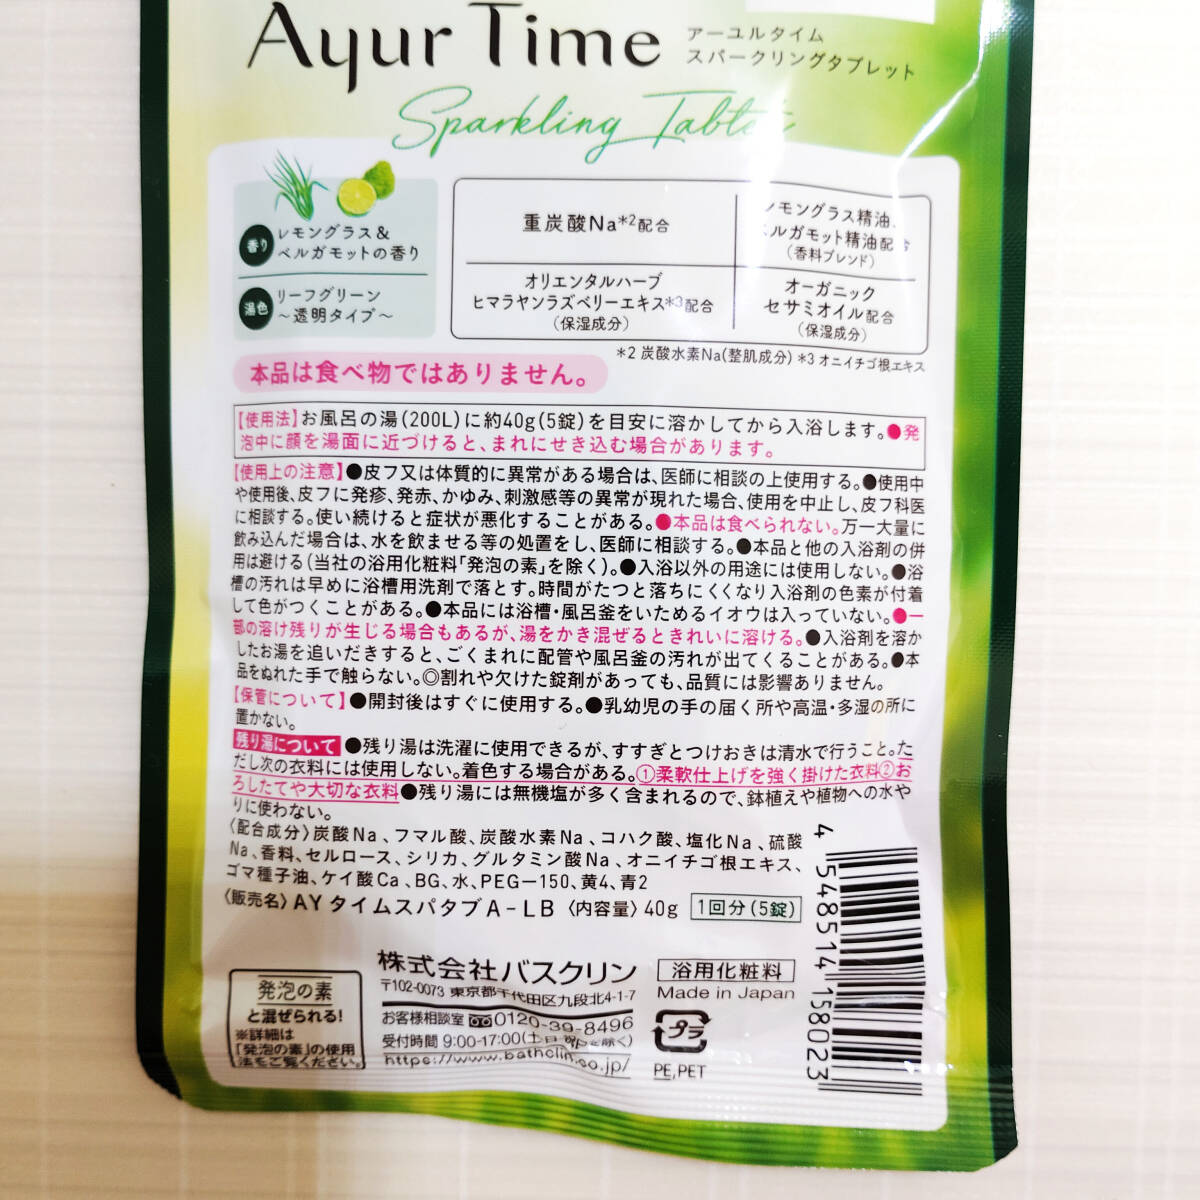 Ayur Time
アーユルタイム
スパークリングタブレット
Sparkling Tablet
香り レモングラス&
ベルガモットの香り
湯色 リーフグリーン
～透明タイプ～
重炭酸Na*2配合
レモングラス精油、
ベルガモット精油配合
(香料ブレンド)
オリエンタルハーブ
ヒマラヤンラズベリーエキス*3配合
(保湿成分)
オーガニック
セサミオイル配合
(保湿成分)
*2 炭酸水素Na(整肌成分) *3 オニイチゴ根エキス
本品は食べ物ではありません。
【使用法】お風呂の湯(200L)に約40g(5錠)を目安に溶かしてから入浴します。●発
泡中に顔を湯面に近づけると、まれにせき込む場合があります。
【使用上の注意】●皮フ又は体質的に異常がある場合は、医師に相談の上使用する。●使用中
や使用後、皮フに発疹、発赤、かゆみ、刺激感等の異常が現れた場合、使用を中止し、皮フ科医
に相談する。使い続けると症状が悪化することがある。●本品は食べられない。万一大量に
飲み込んだ場合は、水を飲ませる等の処置をし、医師に相談する。●本品と他の入浴剤の併
用は避ける(当社の浴用化粧料「発泡の素」を除く)。●入浴以外の用途には使用しない。●浴
槽の汚れは早めに浴槽用洗剤で落とす。時間がたつと落ちにくくなり入浴剤の色素が付着
して色がつくことがある。●本品には浴槽・風呂釜をいためるイオウは入っていない。●一
部の溶け残りが生じる場合もあるが、湯をかき混ぜるときれいに溶ける。●入浴剤を溶か
したお湯を追いだきすると、ごくまれに配管や風呂釜の汚れが出てくることがある。●本
品をぬれた手で触らない。◎割れや欠けた錠剤があっても、品質には影響ありません。
【保管について】●開封後はすぐに使用する。●乳幼児の手の届く所や高温・多湿の所に
置かない。
残り湯について ●残り湯は洗濯に使用できるが、すすぎとつけおきは清水で行うこと。た
だし次の衣料には使用しない。着色する場合がある。①柔軟仕上げを強く掛けた衣料②お
ろしたてや大切な衣料●残り湯には無機塩が多く含まれるので、鉢植えや植物への水や
りに使わない。
〈配合成分〉炭酸Na、フマル酸、炭酸水素Na、コハク酸、塩化Na、硫酸
Na、香料、セルロース、シリカ、グルタミン酸Na、オニイチゴ根エキス、
ゴマ種子油、ケイ酸Ca、BG、水、PEG-150、黄4、青2
〈販売名〉AYタイムスパタブA-LB 〈内容量〉40g 1回分(5錠)
4 548514 158023
発泡の素
と混ぜられる!
※詳細は
「発泡の素」の使用
法をご覧ください。
株式会社バスクリン
〒102-0073 東京都千代田区九段北4-1-7
お客様相談室 0120-39-8496
受付時間 9:00-17:00(土日祝を除く)
https://www.bathclin.co.jp/
浴用化粧料
Made in Japan
プラ
PE,PET